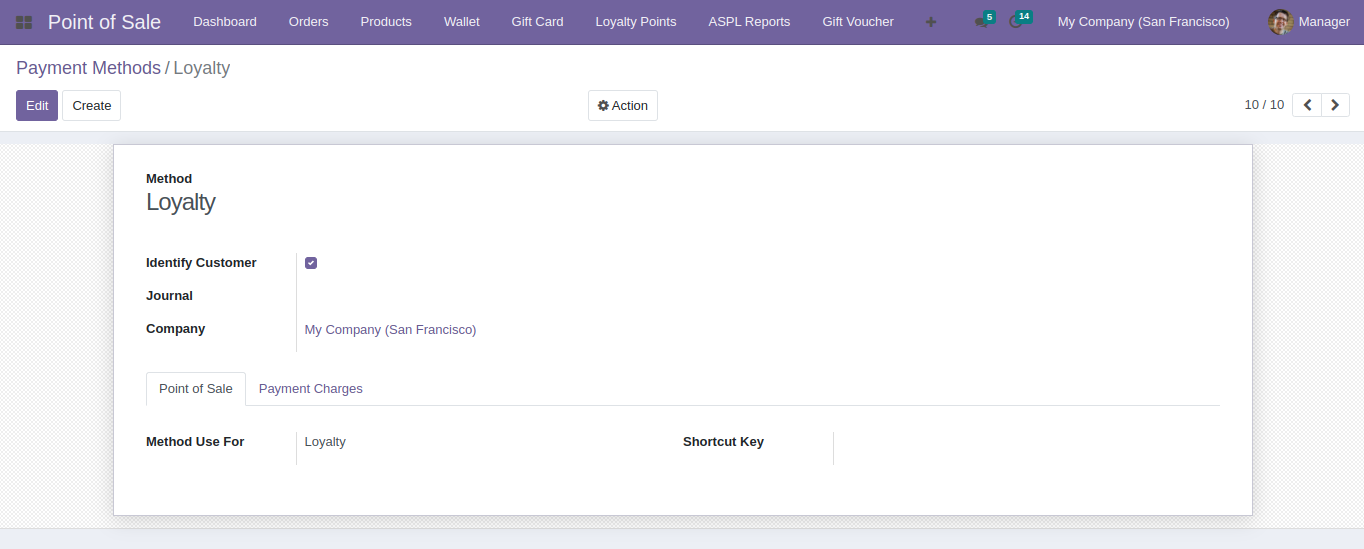 Point of Sale Dashboard Orders Products Wallet Gift Card Loyalty Points ASPL Reports Gift Voucher 5 14 My Company (San Francisco) Manager
Payment Methods / Loyalty
Edit Create Action 10 / 10
Method
Loyalty
Identify Customer
Journal
Company My Company (San Francisco)
Point of Sale Payment Charges
Method Use For Loyalty Shortcut Key